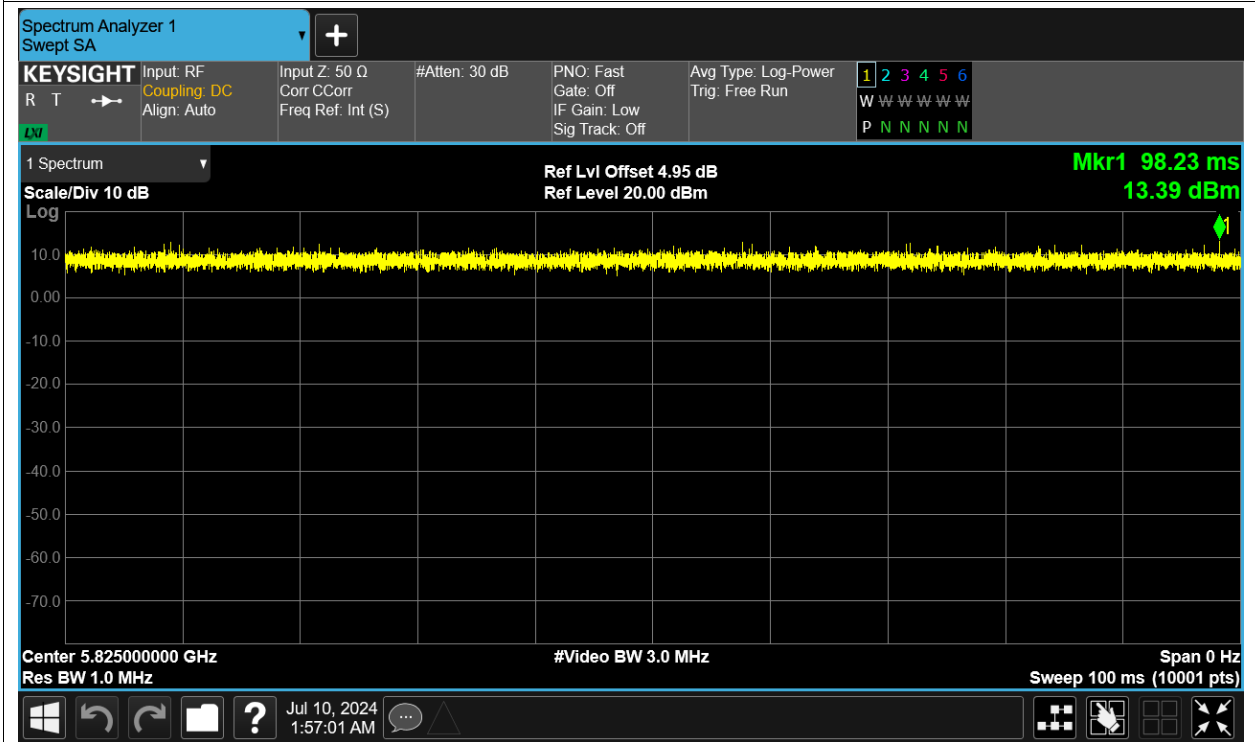 Spectrum Analyzer 1
Swept SA
+
KEYSIGHT
R T
LXI
Input: RF
Coupling: DC
Align: Auto
Input Z: 50 Ω
Corr CCorr
Freq Ref: Int (S)
#Atten: 30 dB
PNO: Fast
Gate: Off
IF Gain: Low
Sig Track: Off
Avg Type: Log-Power
Trig: Free Run
1 2 3 4 5 6
W W W W W W
P N N N N N
1 Spectrum
Scale/Div 10 dB
Log
Ref Lvl Offset 4.95 dB
Ref Level 20.00 dBm
Mkr1 98.23 ms
13.39 dBm
1
10.0
0.00
-10.0
-20.0
-30.0
-40.0
-50.0
-60.0
-70.0
Center 5.825000000 GHz
Res BW 1.0 MHz
#Video BW 3.0 MHz
Span 0 Hz
Sweep 100 ms (10001 pts)
?
Jul 10, 2024
1:57:01 AM